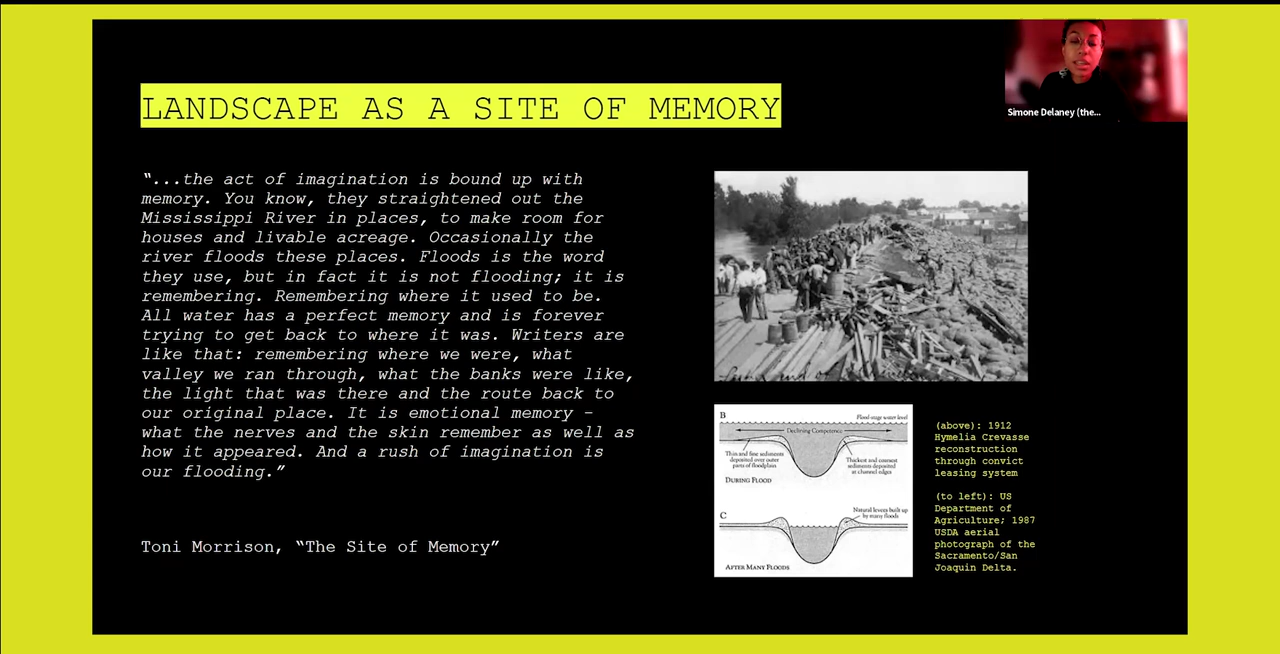 Simone Delaney (the...
LANDSCAPE AS A SITE OF MEMORY
“...the act of imagination is bound up with
memory. You know, they straightened out the
Mississippi River in places, to make room for
houses and livable acreage. Occasionally the
river floods these places. Floods is the word
they use, but in fact it is not flooding; it is
remembering. Remembering where it used to be.
All water has a perfect memory and is forever
trying to get back to where it was. Writers are
like that: remembering where we were, what
valley we ran through, what the banks were like,
the light that was there and the route back to
our original place. It is emotional memory –
what the nerves and the skin remember as well as
how it appeared. And a rush of imagination is
our flooding.”
Toni Morrison, “The Site of Memory”
B
Flood-stage water level
Declining Competence
Thin and fine sediments
deposited over outer
parts of floodplain
Thickest and coarsest
sediments deposited
at channel edges
DURING FLOOD
C
Natural levees built up
by many floods
AFTER MANY FLOODS
(above): 1912
Hymelia Crevasse
reconstruction
through convict
leasing system
(to left): US
Department of
Agriculture; 1987
USDA aerial
photograph of the
Sacramento/San
Joaquin Delta.